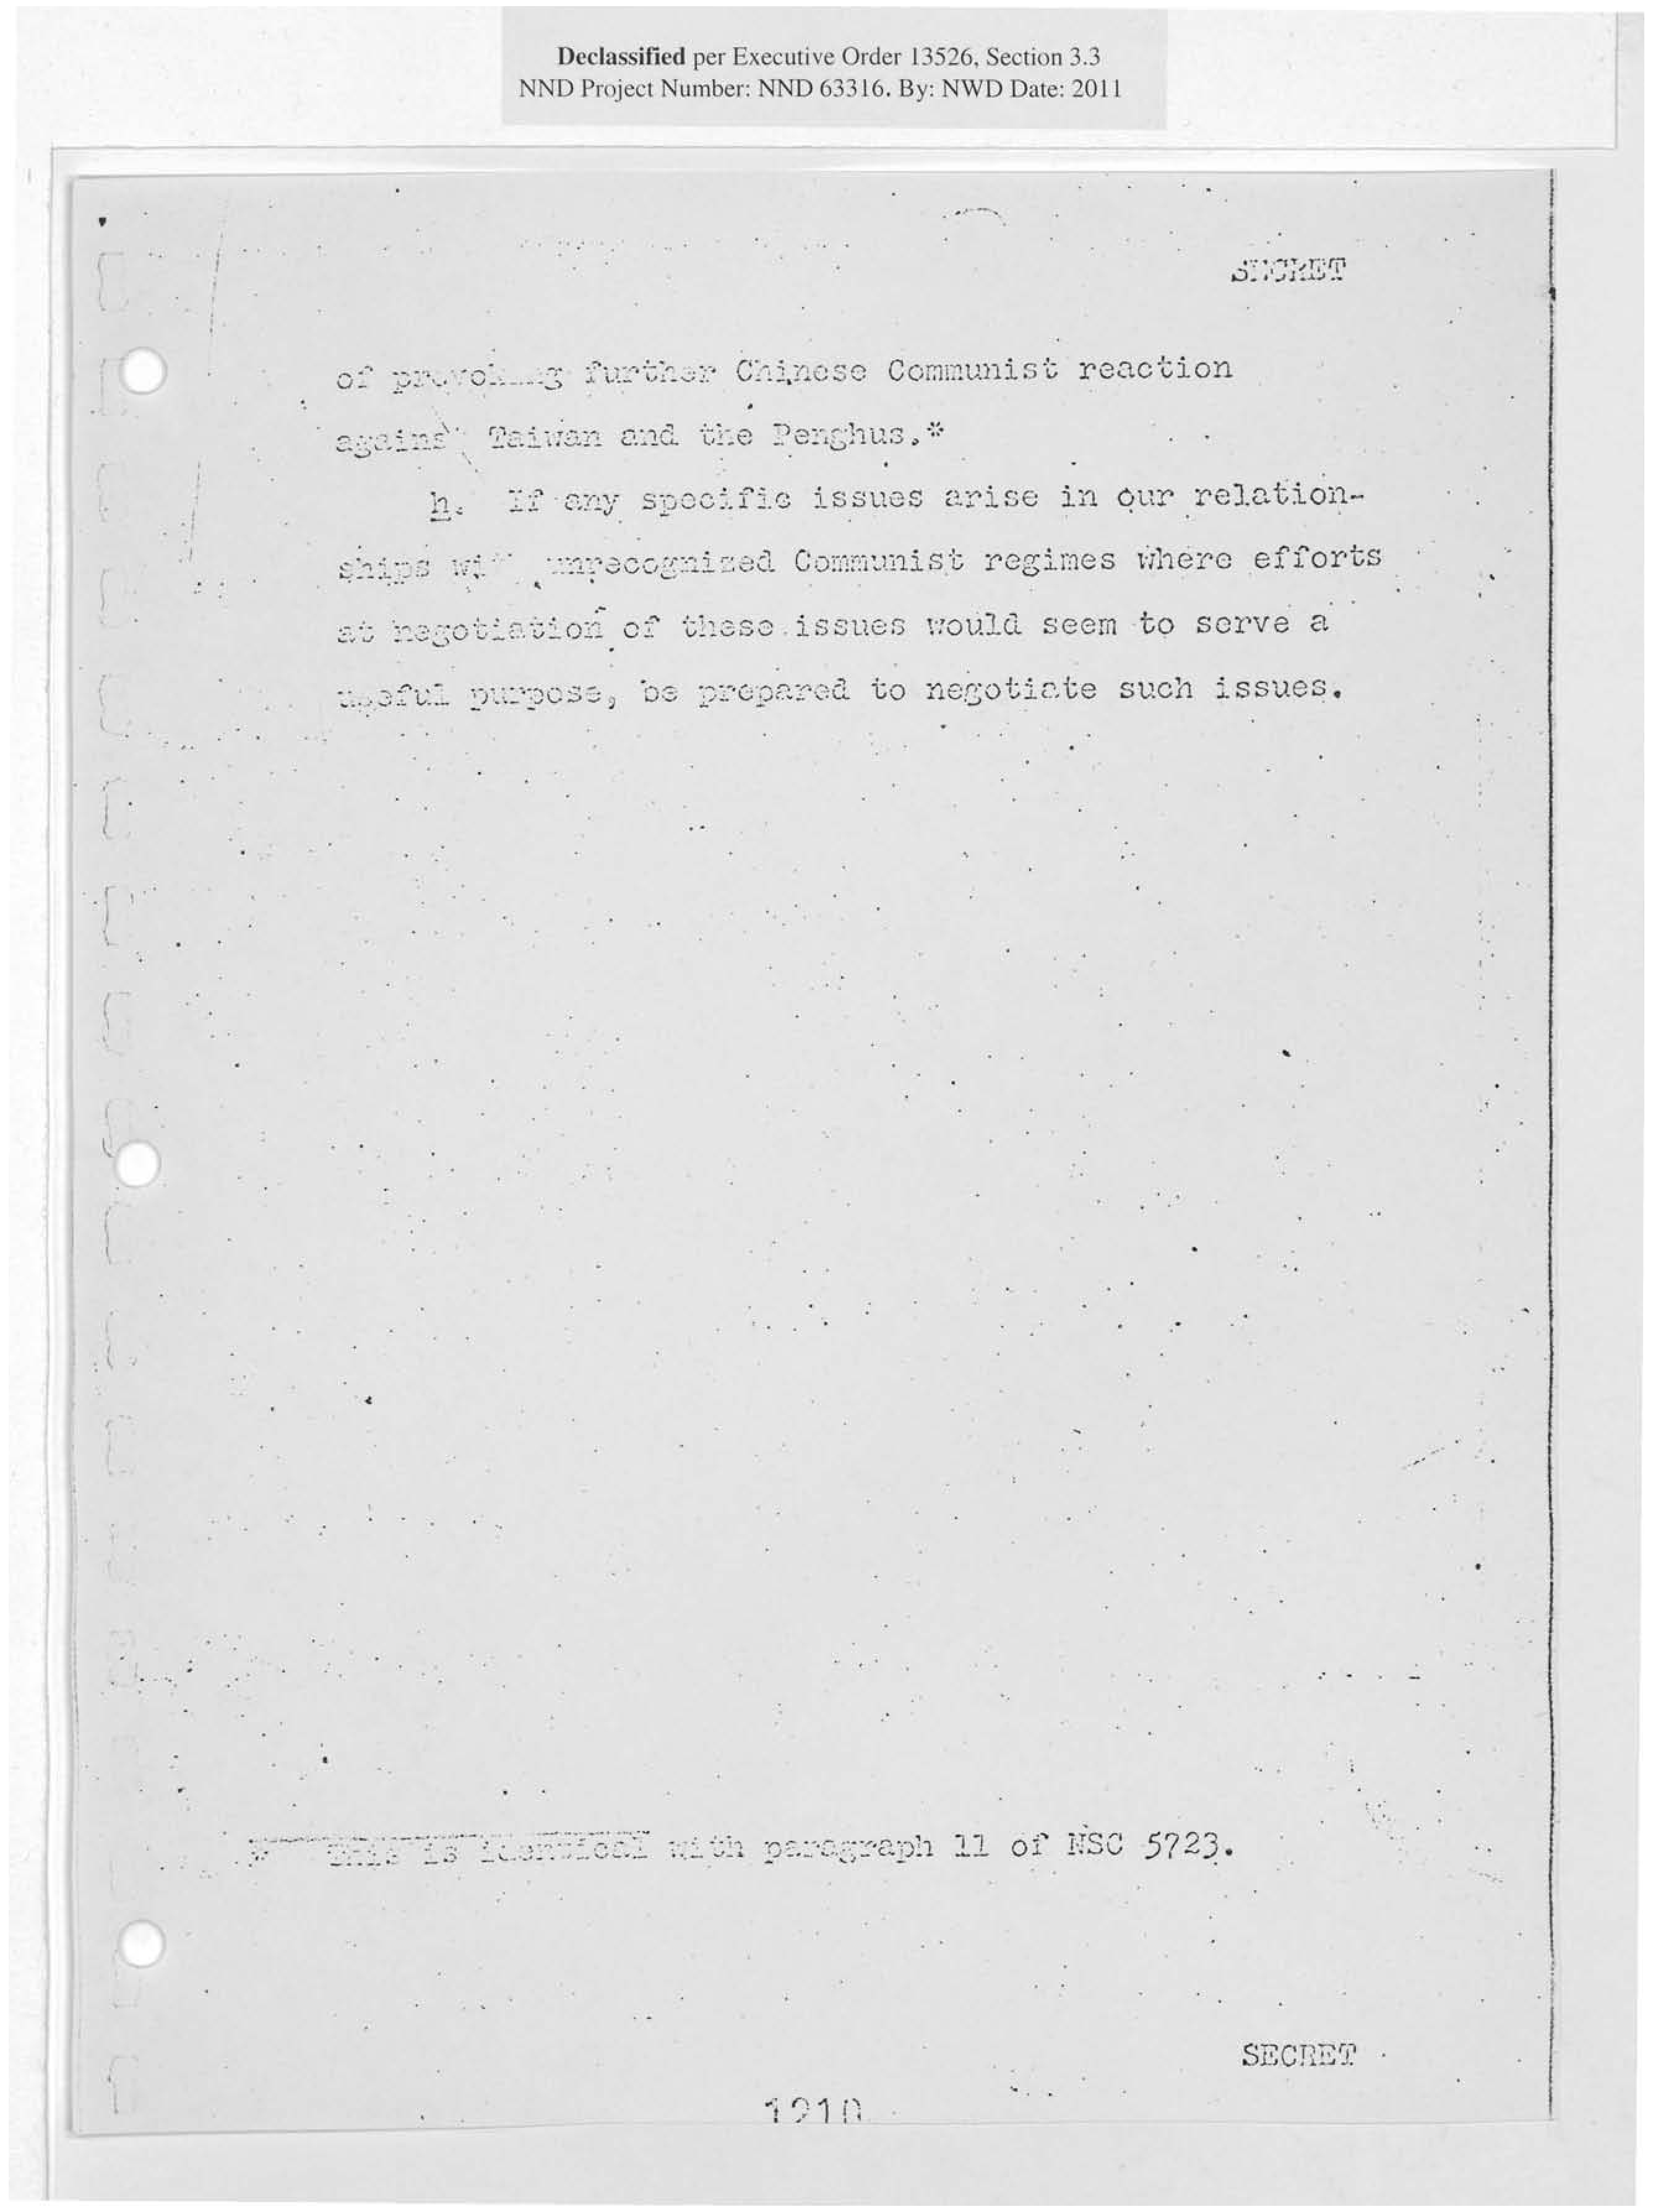 Declassified per Executive Order 13526, Section 3.3
NND Project Number: NND 63316. By: NWD Date: 2011
SECRET
of provoking further Chinese Communist reaction
against Taiwan and the Penghus.*
h. If any specific issues arise in our relation-
ships with unrecognized Communist regimes where efforts
at negotiation of these issues would seem to serve a
useful purpose, be prepared to negotiate such issues.
* This is identical with paragraph 11 of NSC 5723.
SECRET